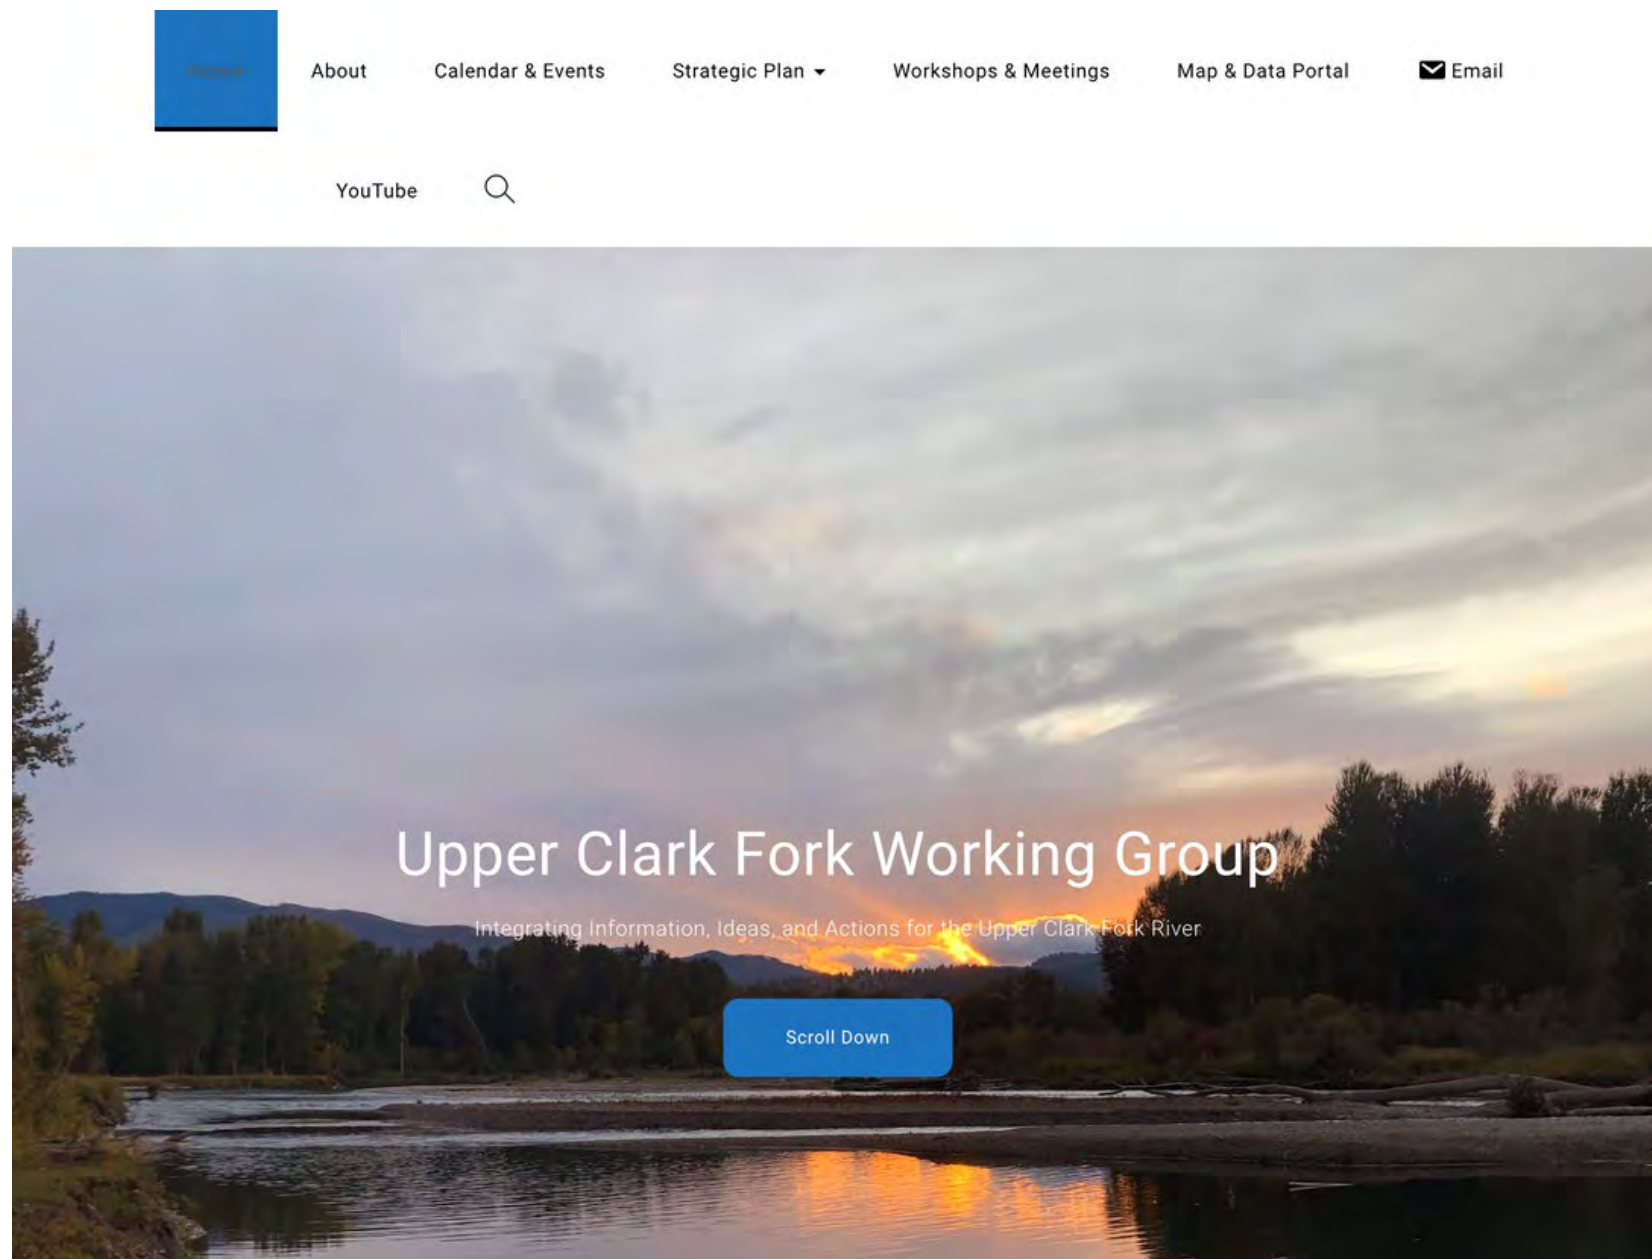 Home
About
Calendar & Events
Strategic Plan
Workshops & Meetings
Map & Data Portal
Email
YouTube
Upper Clark Fork Working Group
Integrating Information, Ideas, and Actions for the Upper Clark Fork River
Scroll Down